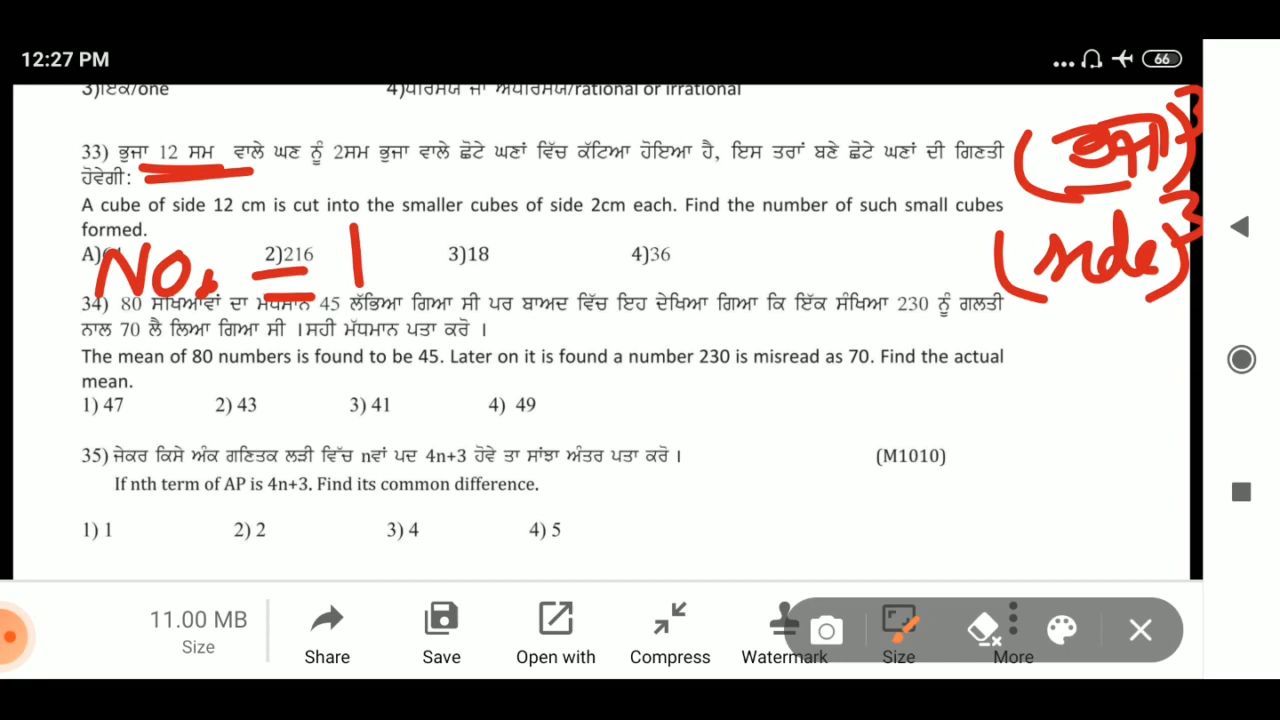 12:27 PM
66
3)ਇੱਕ/one 4)ਪਰਿਮੇਯ ਜਾਂ ਅਪਰਿਮੇਯ/rational or irrational
33) ਭੁਜਾ 12 ਸਮ ਵਾਲੇ ਘਣ ਨੂੰ 2ਸਮ ਭੁਜਾ ਵਾਲੇ ਛੋਟੇ ਘਣਾਂ ਵਿੱਚ ਕੱਟਿਆ ਹੋਇਆ ਹੈ, ਇਸ ਤਰਾਂ ਬਣੇ ਛੋਟੇ ਘਣਾਂ ਦੀ ਗਿਣਤੀ
ਹੋਵੇਗੀ:
(ਭੁਜਾ)3
A cube of side 12 cm is cut into the smaller cubes of side 2cm each. Find the number of such small cubes
formed.
(side)3
A) 2)216 3)18 4)36
No. = 1
34) 80 ਸੰਖਿਆਵਾਂ ਦਾ ਮੱਧਮਾਨ 45 ਲੱਭਿਆ ਗਿਆ ਸੀ ਪਰ ਬਾਅਦ ਵਿੱਚ ਇਹ ਦੇਖਿਆ ਗਿਆ ਕਿ ਇੱਕ ਸੰਖਿਆ 230 ਨੂੰ ਗਲਤੀ
ਨਾਲ 70 ਲੈ ਲਿਆ ਗਿਆ ਸੀ ।ਸਹੀ ਮੱਧਮਾਨ ਪਤਾ ਕਰੋ ।
The mean of 80 numbers is found to be 45. Later on it is found a number 230 is misread as 70. Find the actual
mean.
1) 47 2) 43 3) 41 4) 49
35) ਜੇਕਰ ਕਿਸੇ ਅੰਕ ਗਣਿਤਕ ਲੜੀ ਵਿੱਚ nਵਾਂ ਪਦ 4n+3 ਹੋਵੇ ਤਾ ਸਾਂਝਾ ਅੰਤਰ ਪਤਾ ਕਰੋ । (M1010)
If nth term of AP is 4n+3. Find its common difference.
1) 1 2) 2 3) 4 4) 5
11.00 MB
Size
Share Save Open with Compress Watermark Size More